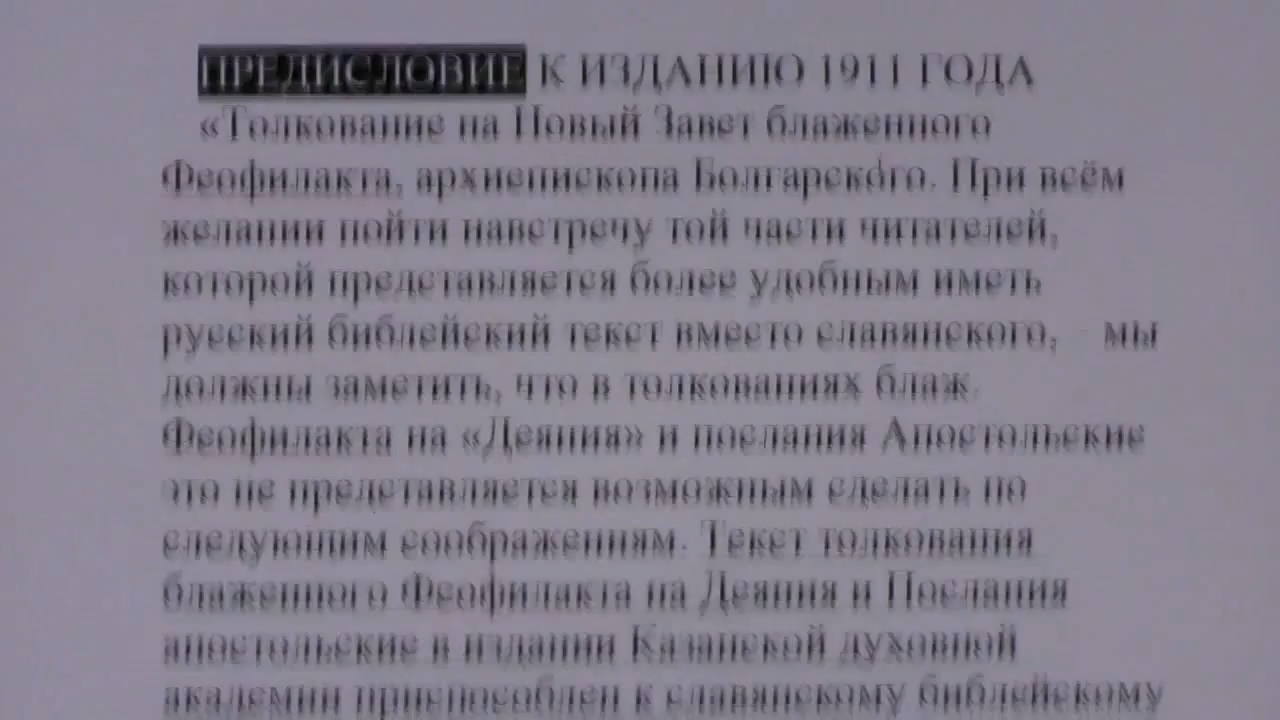 ПРЕДИСЛОВИЕ К ИЗДАНИЮ 1911 ГОДА
«Толкование на Новый Завет блаженного
Феофилакта, архиепископа Болгарского. При всём
желании пойти навстречу той части читателей,
которой представляется более удобным иметь
русский библейский текст вместо славянского, мы
должны заметить, что в толкованиях блаж.
Феофилакта на «Деяния» и послания Апостольские
это не представляется возможным сделать по
следующим соображениям. Текст толкования
блаженного Феофилакта на Деяния и Послания
апостольские в издании Казанской духовной
академии приспособлен к славянскому библейскому